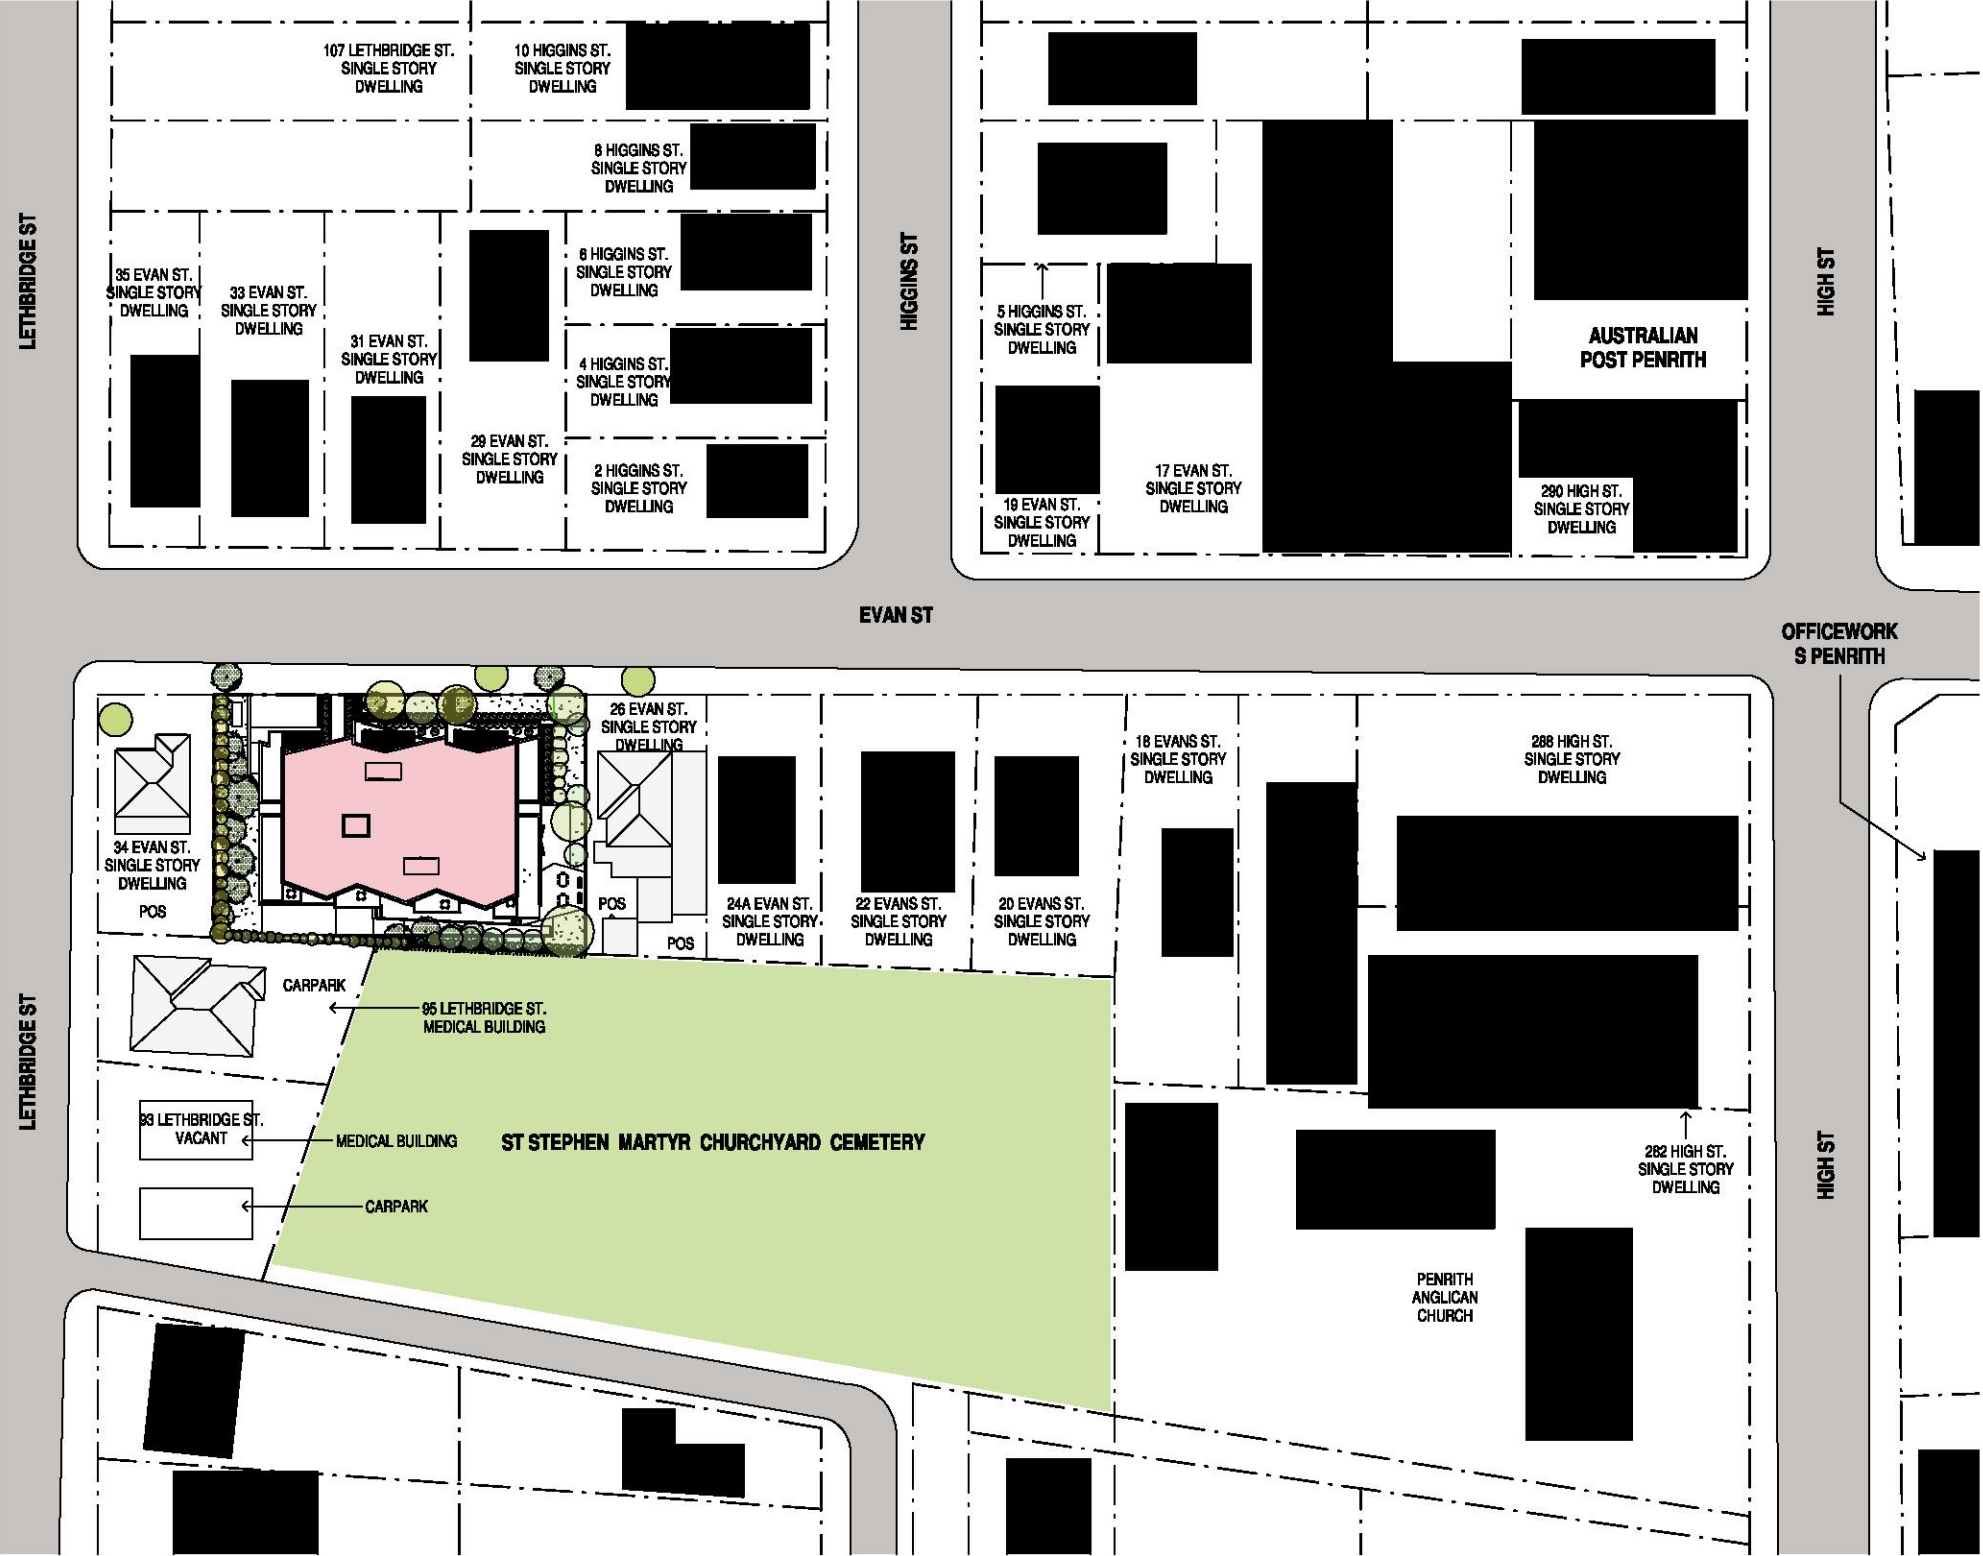 107 LETHBRIDGE ST.
SINGLE STORY
DWELLING
10 HIGGINS ST.
SINGLE STORY
DWELLING
8 HIGGINS ST.
SINGLE STORY
DWELLING
6 HIGGINS ST.
SINGLE STORY
DWELLING
35 EVAN ST.
SINGLE STORY
DWELLING
33 EVAN ST.
SINGLE STORY
DWELLING
31 EVAN ST.
SINGLE STORY
DWELLING
4 HIGGINS ST.
SINGLE STORY
DWELLING
29 EVAN ST.
SINGLE STORY
DWELLING
2 HIGGINS ST.
SINGLE STORY
DWELLING
LETHBRIDGE ST
HIGGINS ST
HIGH ST
5 HIGGINS ST.
SINGLE STORY
DWELLING
AUSTRALIAN
POST PENRITH
17 EVAN ST.
SINGLE STORY
DWELLING
19 EVAN ST.
SINGLE STORY
DWELLING
290 HIGH ST.
SINGLE STORY
DWELLING
EVAN ST
OFFICEWORK
S PENRITH
26 EVAN ST.
SINGLE STORY
DWELLING
18 EVANS ST.
SINGLE STORY
DWELLING
288 HIGH ST.
SINGLE STORY
DWELLING
34 EVAN ST.
SINGLE STORY
DWELLING
POS
POS
POS
24A EVAN ST.
SINGLE STORY
DWELLING
22 EVANS ST.
SINGLE STORY
DWELLING
20 EVANS ST.
SINGLE STORY
DWELLING
CARPARK
95 LETHBRIDGE ST.
MEDICAL BUILDING
LETHBRIDGE ST
93 LETHBRIDGE ST.
VACANT
MEDICAL BUILDING
ST STEPHEN MARTYR CHURCHYARD CEMETERY
CARPARK
282 HIGH ST.
SINGLE STORY
DWELLING
HIGH ST
PENRITH
ANGLICAN
CHURCH